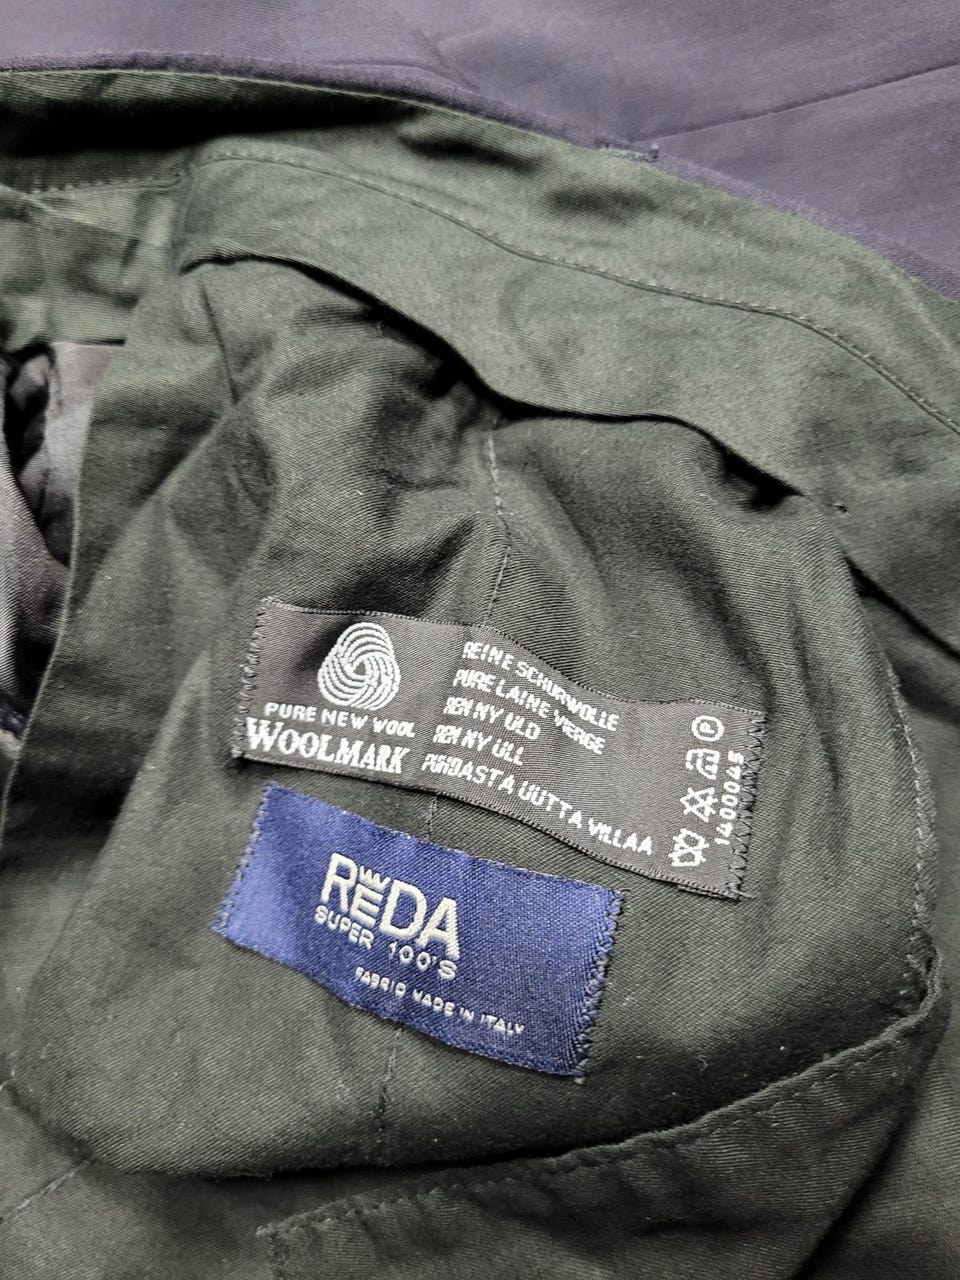 PURE NEW WOOL
WOOLMARK
REINE SCHURWOLLE
PURE LAINE VIERGE
REN NY ULD
REN NY ULL
PUHDASTA UUTTA VILLAA
P
1400045
REDA
SUPER 100'S
FABRIC MADE IN ITALY